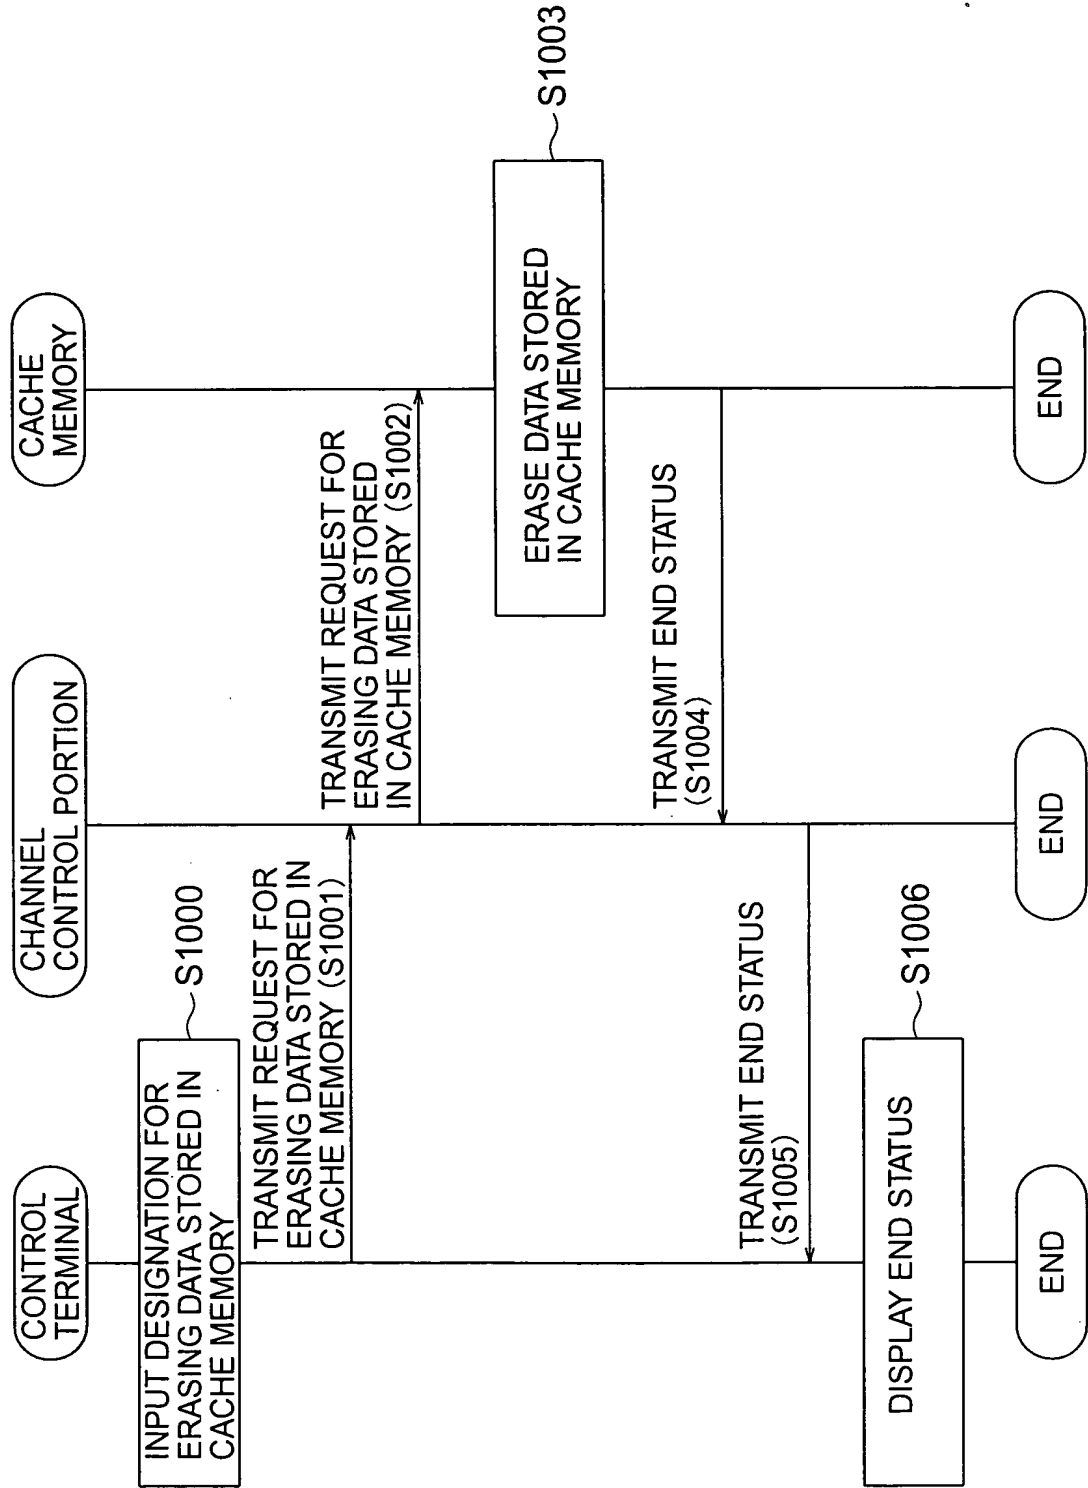 CONTROL
TERMINAL
CHANNEL
CONTROL PORTION
CACHE
MEMORY
INPUT DESIGNATION FOR
ERASING DATA STORED IN
CACHE MEMORY
S1000
TRANSMIT REQUEST FOR
ERASING DATA STORED IN
CACHE MEMORY (S1001)
TRANSMIT REQUEST FOR
ERASING DATA STORED
IN CACHE MEMORY (S1002)
ERASE DATA STORED
IN CACHE MEMORY
S1003
TRANSMIT END STATUS
(S1004)
TRANSMIT END STATUS
(S1005)
DISPLAY END STATUS
S1006
END
END
END